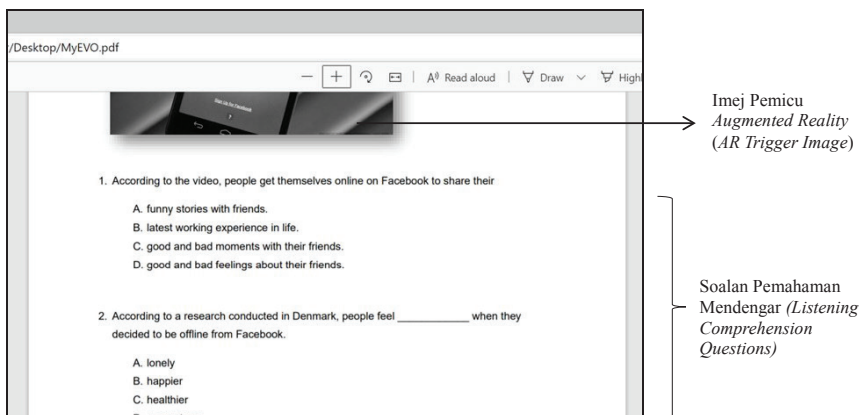 /Desktop/MyEVO.pdf
Read aloud
Draw
Highl
Imej Pemicu
Augmented Reality
(AR Trigger Image)
1. According to the video, people get themselves online on Facebook to share their
A. funny stories with friends.
B. latest working experience in life.
C. good and bad moments with their friends.
D. good and bad feelings about their friends.
2. According to a research conducted in Denmark, people feel _____________ when they
decided to be offline from Facebook.
A. lonely
B. happier
C. healthier
Soalan Pemahaman
Mendengar (Listening
Comprehension
Questions)